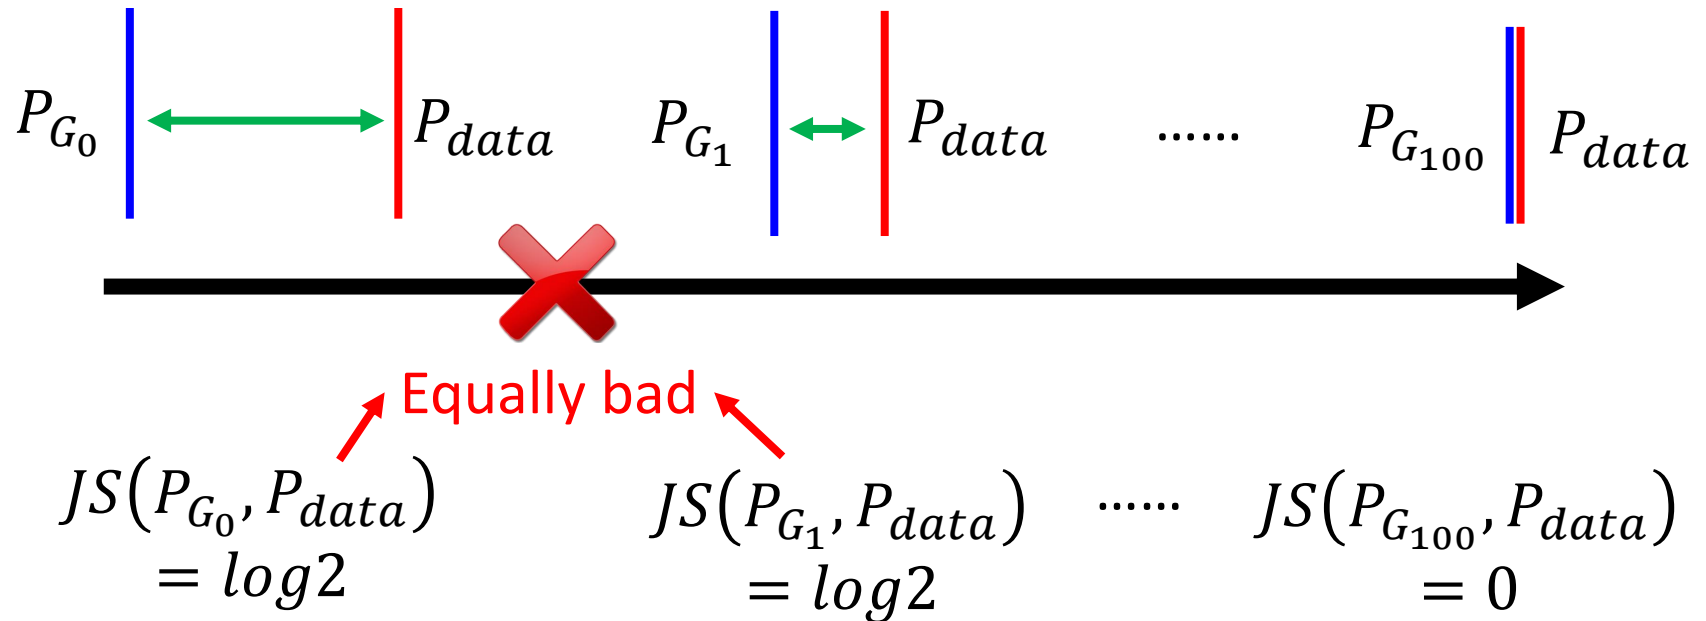 P_{G_0} P_{data} P_{G_1} P_{data} …… P_{G_{100}} P_{data}
Equally bad
JS(P_{G_0}, P_{data}) JS(P_{G_1}, P_{data}) …… JS(P_{G_{100}}, P_{data})
= log2 = log2 = 0